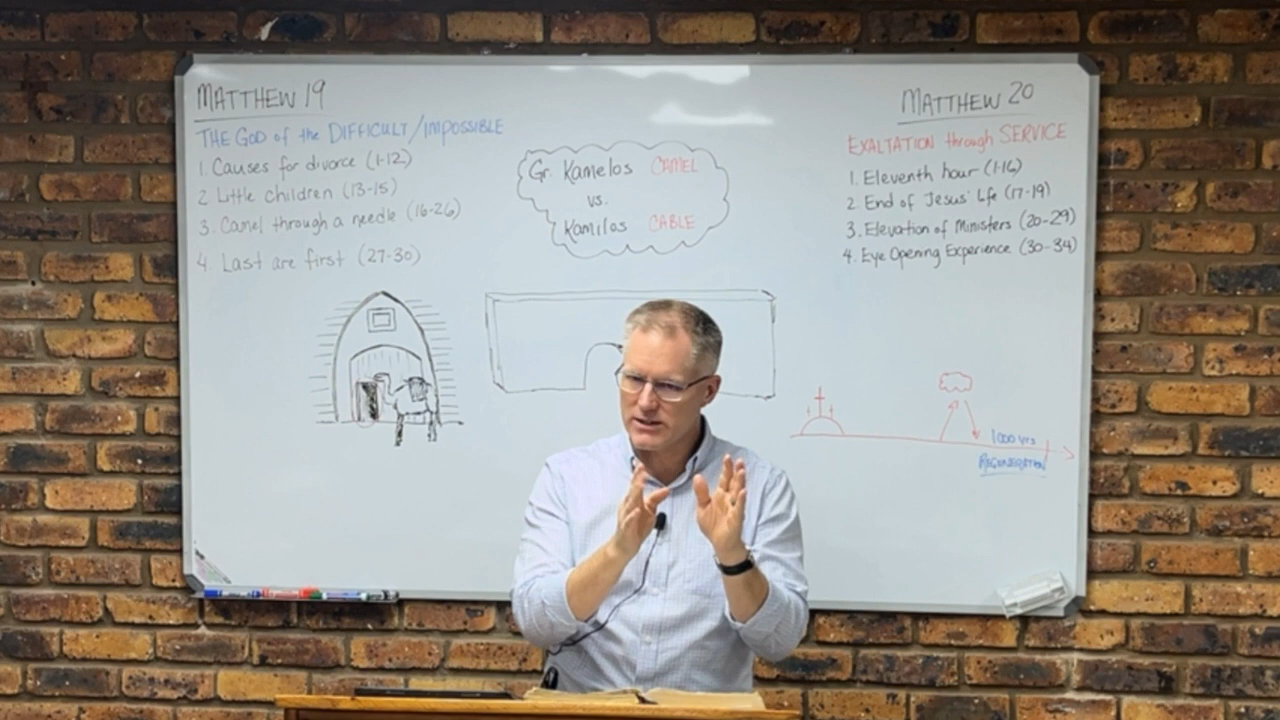 MATTHEW 19
THE GOD of the DIFFICULT/IMPOSSIBLE
1. Causes for divorce (1-12)
2 Little children (13-15)
3. Camel through a needle (16-26)
4. Last are first (27-30)
Gr. Kamelos CAMEL
vs.
Kamilos CABLE
MATTHEW 20
EXALTATION through SERVICE
1. Eleventh hour (1-16)
2. End of Jesus' Life (17-19)
3. Elevation of Ministers (20-29)
4. Eye Opening Experience (30-34)
1000 yrs
REGENERATION